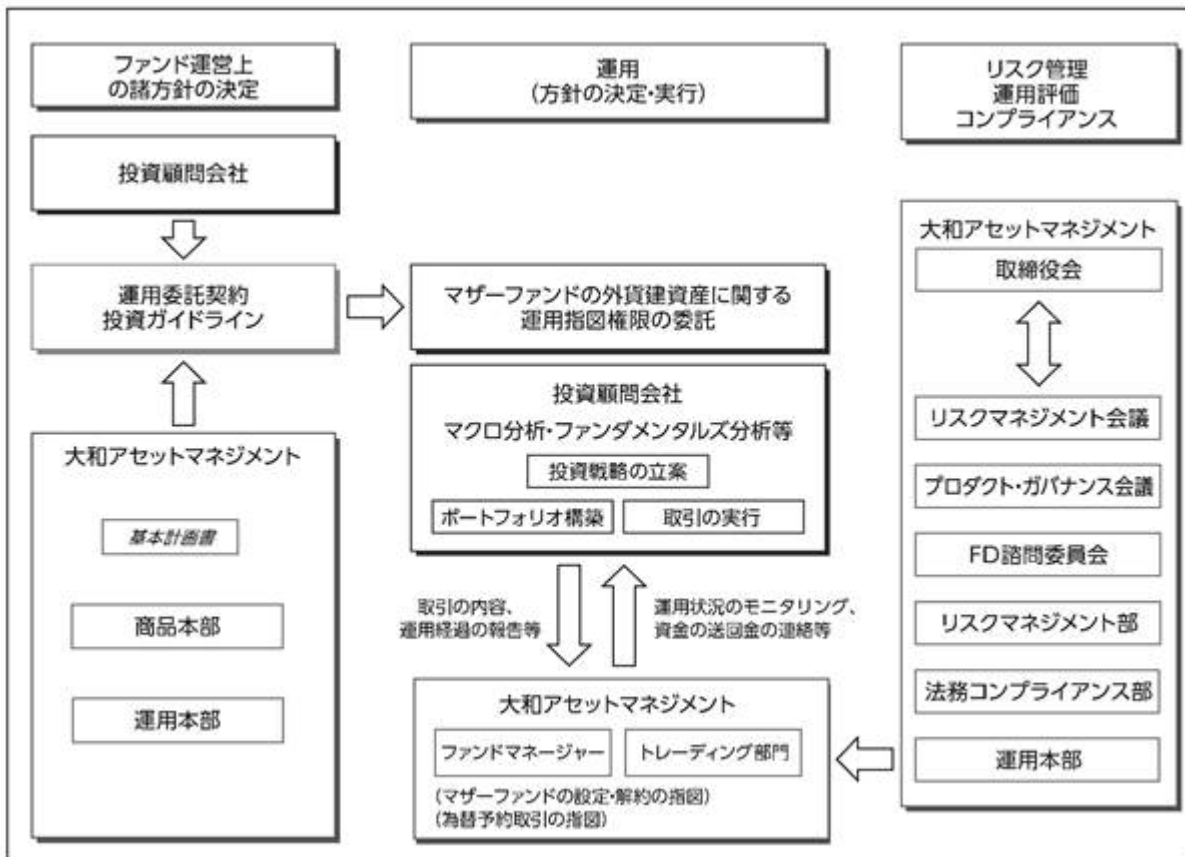 ファンド運営上
の諸方針の決定
投資顧問会社
運用委託契約
投資ガイドライン
大和アセットマネジメント
基本計画書
商品本部
運用本部
運用
(方針の決定・実行)
マザーファンドの外貨建資産に関する
運用指図権限の委託
投資顧問会社
マクロ分析・ファンダメンタルズ分析等
投資戦略の立案
ポートフォリオ構築
取引の実行
取引の内容、
運用経過の報告等
運用状況のモニタリング、
資金の送回金の連絡等
大和アセットマネジメント
ファンドマネージャー
トレーディング部門
(マザーファンドの設定・解約の指図)
(為替予約取引の指図)
リスク管理
運用評価
コンプライアンス
大和アセットマネジメント
取締役会
リスクマネジメント会議
プロダクト・ガバナンス会議
FD諮問委員会
リスクマネジメント部
法務コンプライアンス部
運用本部